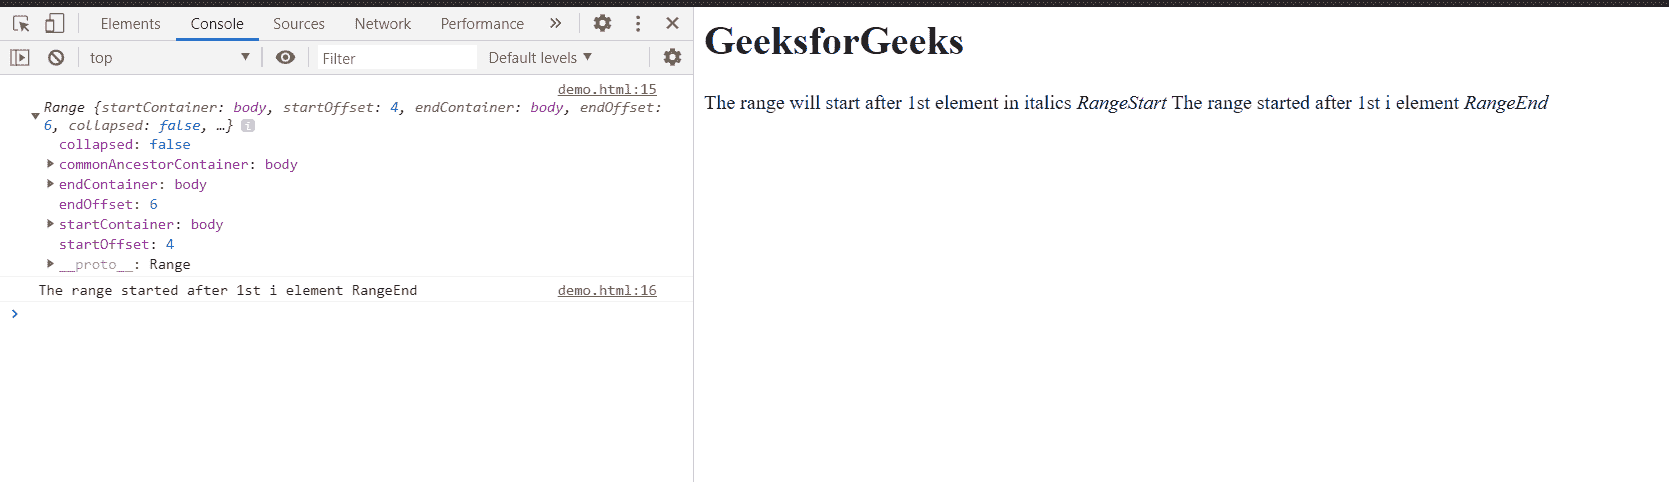 Elements Console Sources Network Performance »
top Filter Default levels
demo.html:15
Range {startContainer: body, startOffset: 4, endContainer: body, endOffset:
6, collapsed: false, …} i
collapsed: false
commonAncestorContainer: body
endContainer: body
endOffset: 6
startContainer: body
startOffset: 4
__proto__: Range
The range started after 1st i element RangeEnd demo.html:16
>
GeeksforGeeks
The range will start after 1st element in italics RangeStart The range started after 1st i element RangeEnd